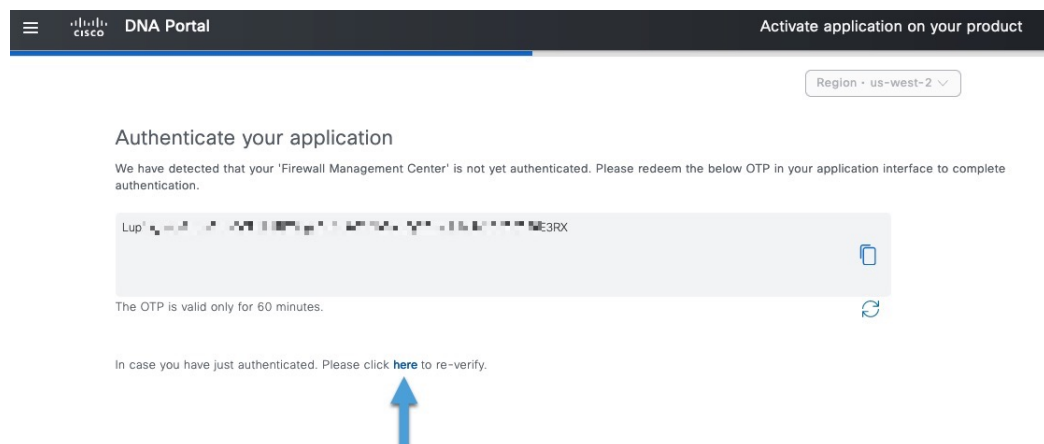 CISCO DNA Portal Activate application on your product
Region · us-west-2
Authenticate your application
We have detected that your 'Firewall Management Center' is not yet authenticated. Please redeem the below OTP in your application interface to complete
authentication.
Lup E3RX
The OTP is valid only for 60 minutes.
In case you have just authenticated. Please click here to re-verify.